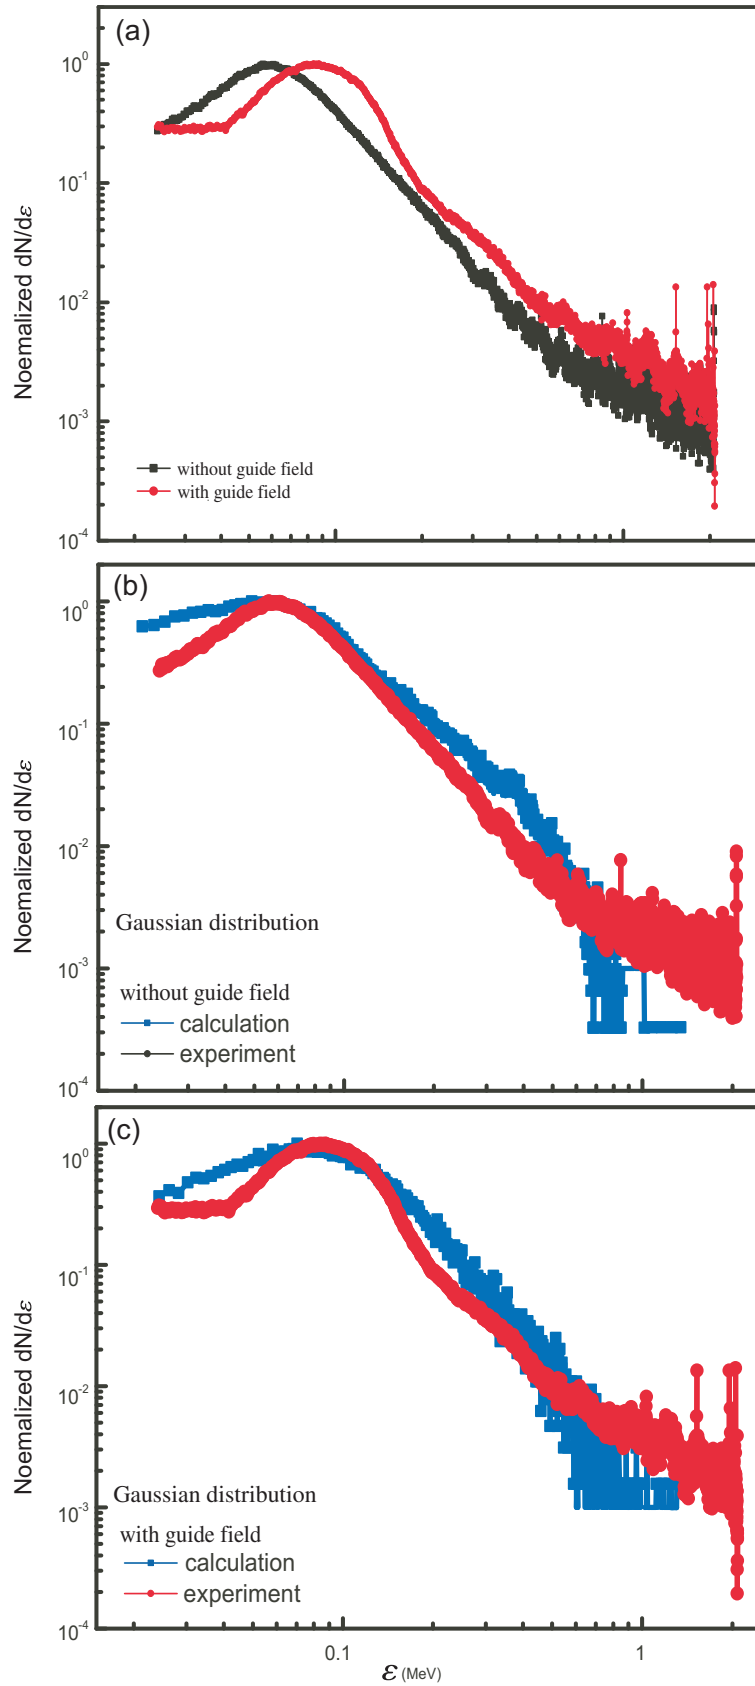 (a)
10^0
10^-1
10^-2
10^-3
10^-4
Noemalized dN/dε
without guide field
with guide field
(b)
10^0
10^-1
10^-2
10^-3
10^-4
Noemalized dN/dε
Gaussian distribution
without guide field
calculation
experiment
(c)
10^0
10^-1
10^-2
10^-3
10^-4
Noemalized dN/dε
Gaussian distribution
with guide field
calculation
experiment
0.1 1
ε (MeV)